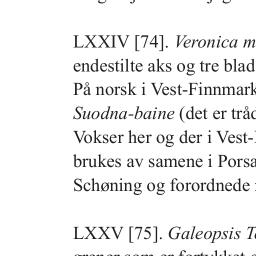 LXXIV [74]. Veronica m
endestilte aks og tre blad
På norsk i Vest-Finnmark
Suodna-baine (det er tråd
Vokser her og der i Vest-
brukes av samene i Porsa
Schøning og forordnede
LXXV [75]. Galeopsis Te